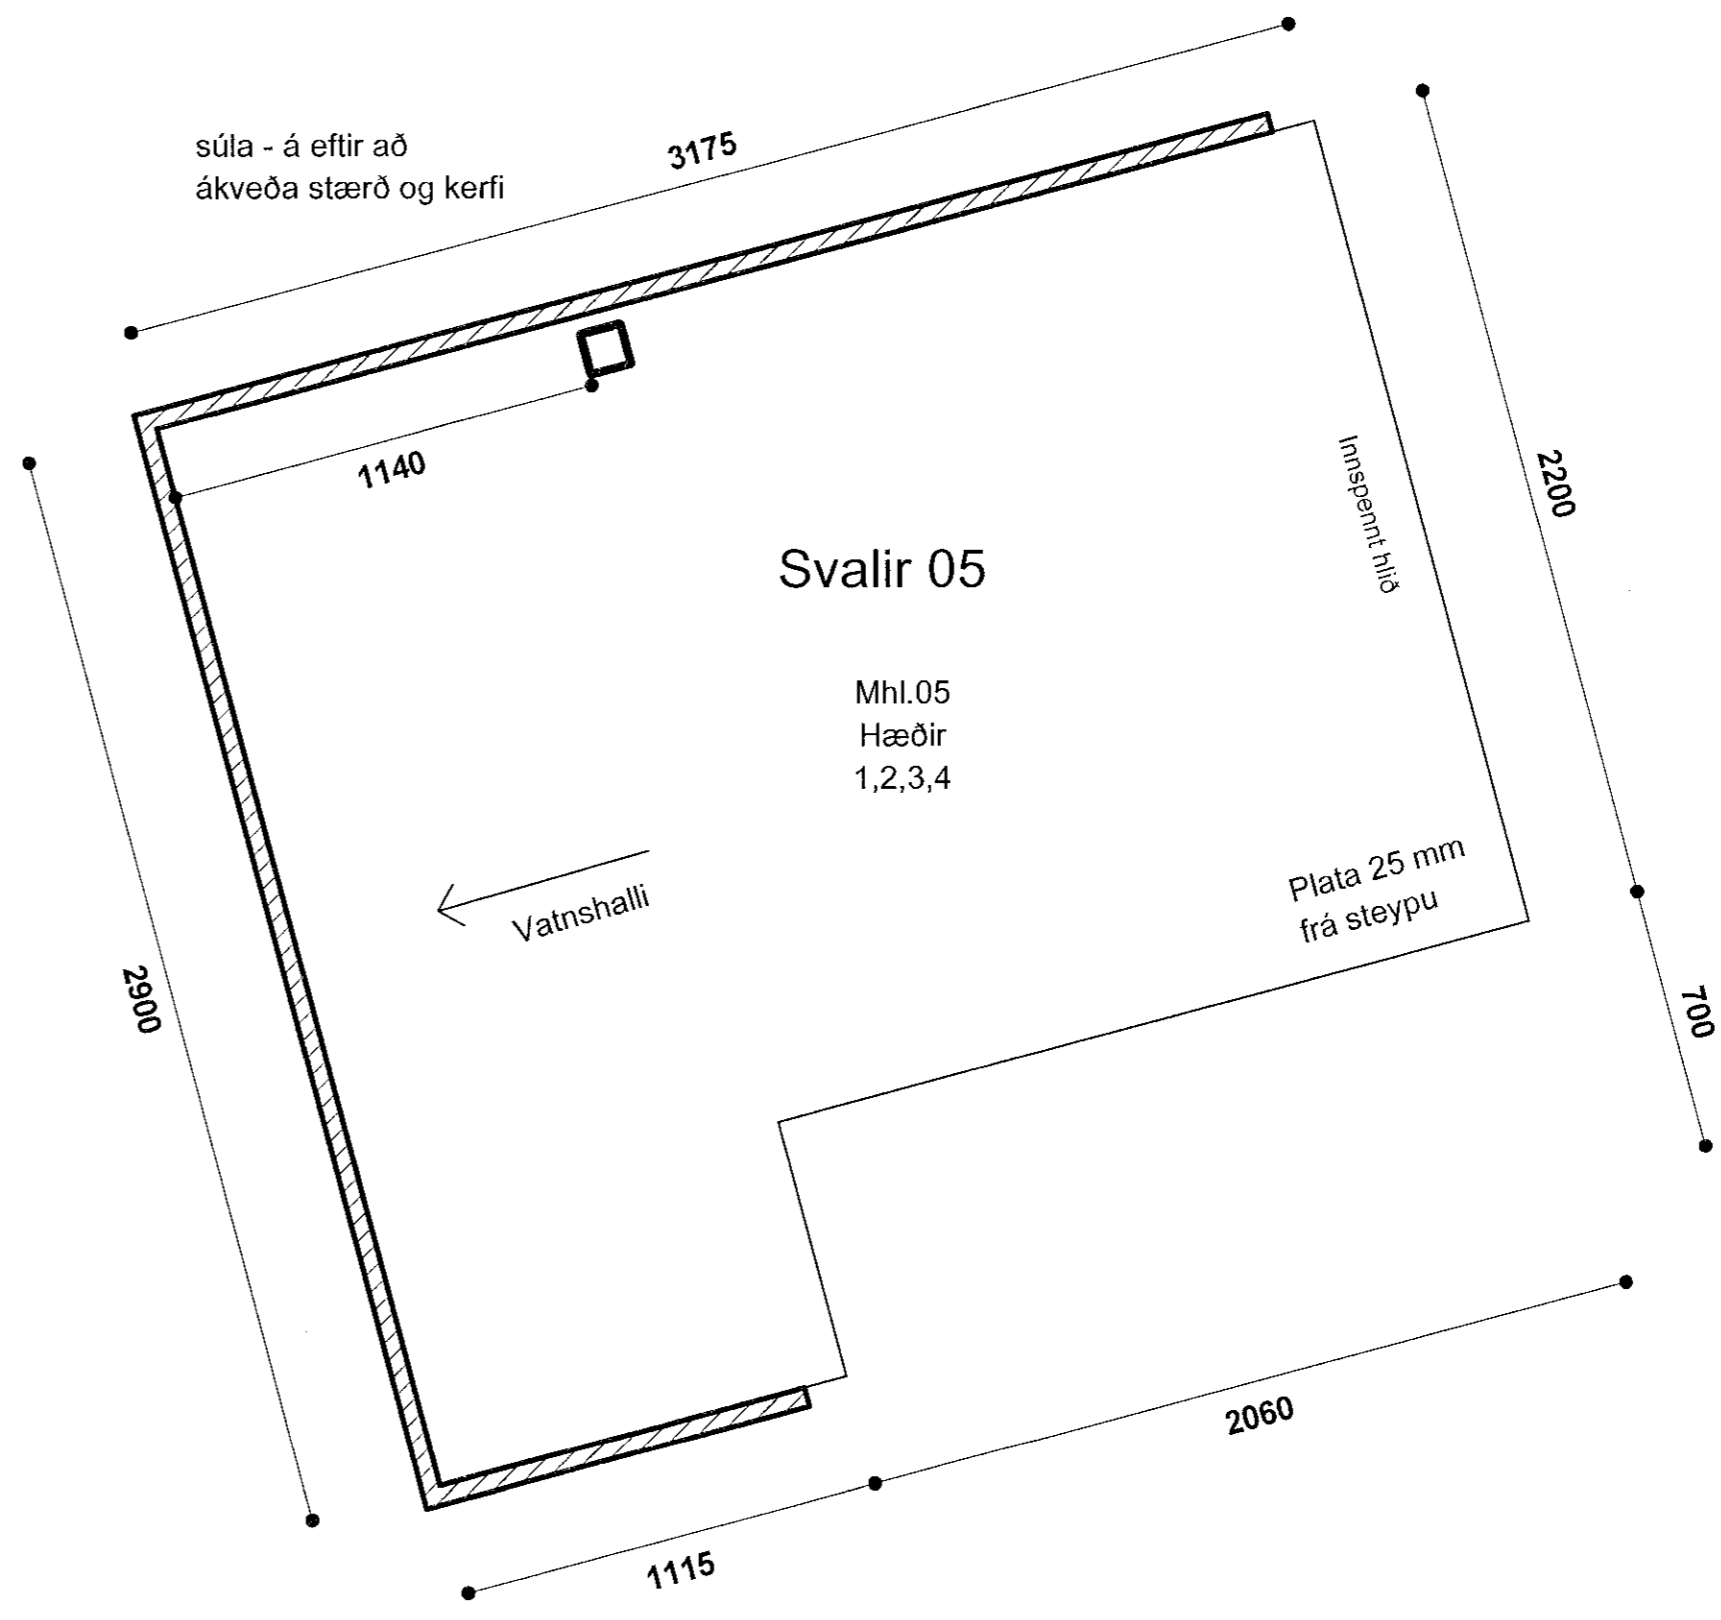 súla - á eftir að
ákveða stærð og kerfi
3175
1140
Innspennt hlið
2200
Svalir 05
Mhl.05
Hæðir
1,2,3,4
Vatnshalli
Plata 25 mm
frá steypu
2900
700
2060
1115